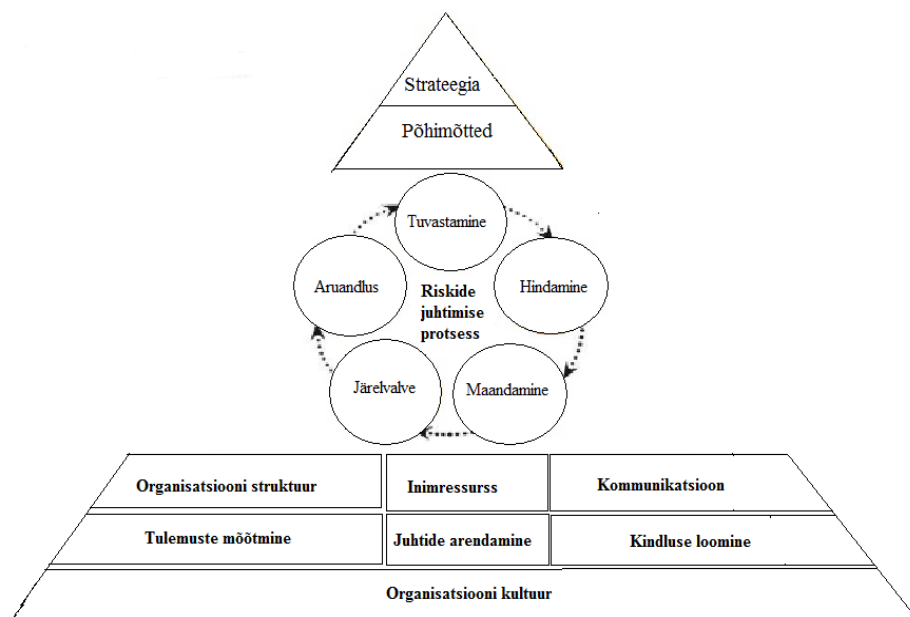 Strateegia
Põhimõtted
Tuvastamine
Aruandlus
Hindamine
Riskide
juhtimise
protsess
Järelvalve
Maandamine
Organisatsiooni struktuur
Inimressurss
Kommunikatsioon
Tulemuste mõõtmine
Juhtide arendamine
Kindluse loomine
Organisatsiooni kultuur